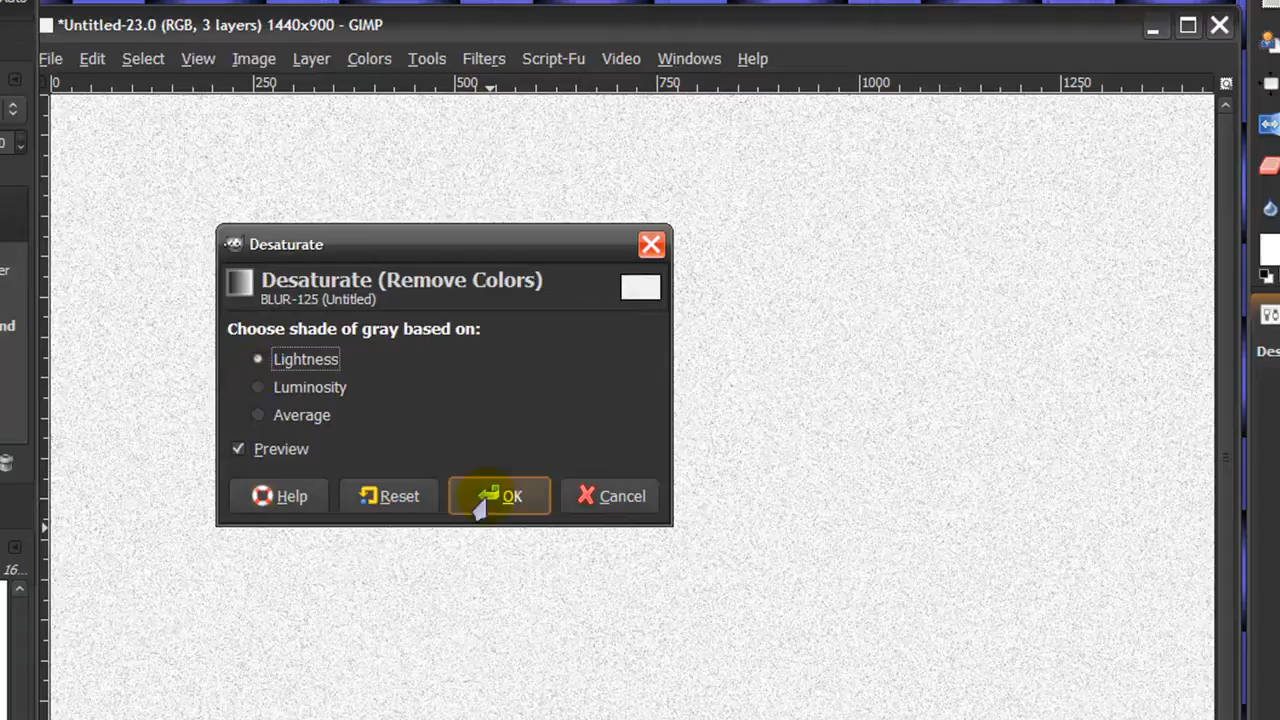 *Untitled-23.0 (RGB, 3 layers) 1440x900 - GIMP
File Edit Select View Image Layer Colors Tools Filters Script-Fu Video Windows Help
0 250 500 750 1000 1250
Desaturate
Desaturate (Remove Colors)
BLUR-125 (Untitled)
Choose shade of gray based on:
Lightness
Luminosity
Average
Preview
Help Reset OK Cancel
16...